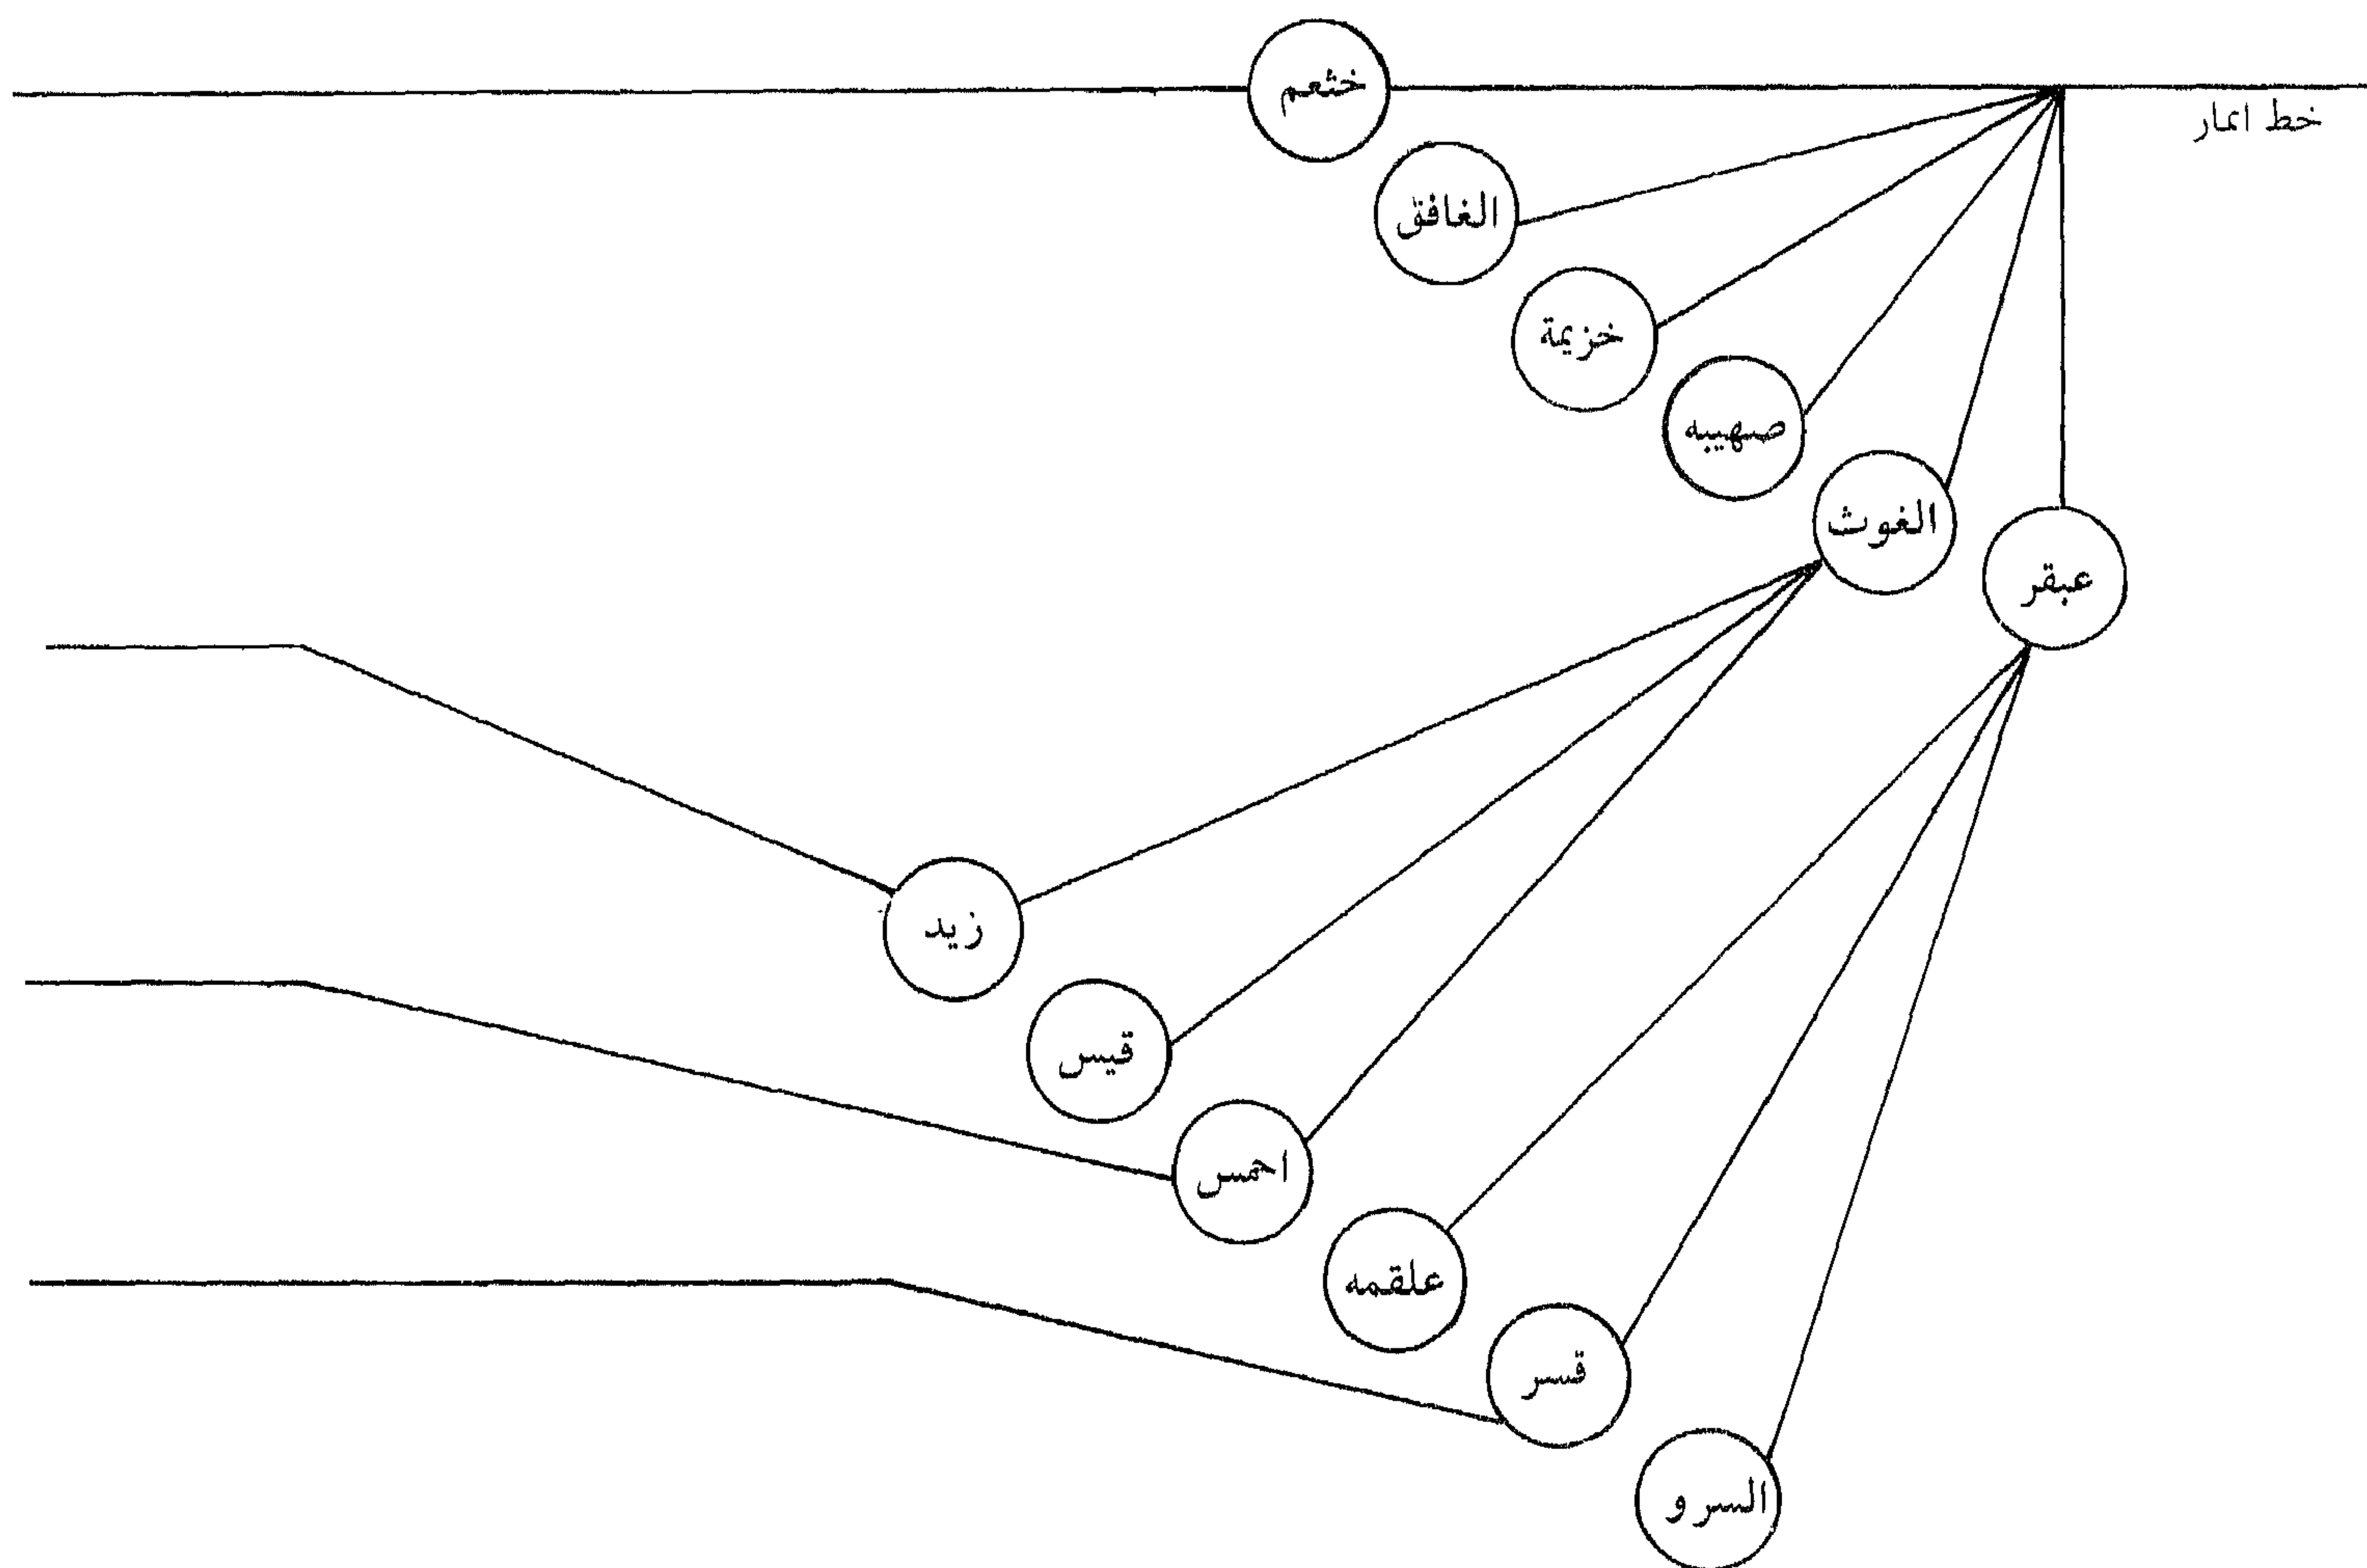 خثعم
خط انمار
الغافق
خزيمة
صهيبه
الغوث
عبقر
زيد
قيس
احمس
علقمه
قسر
السرو